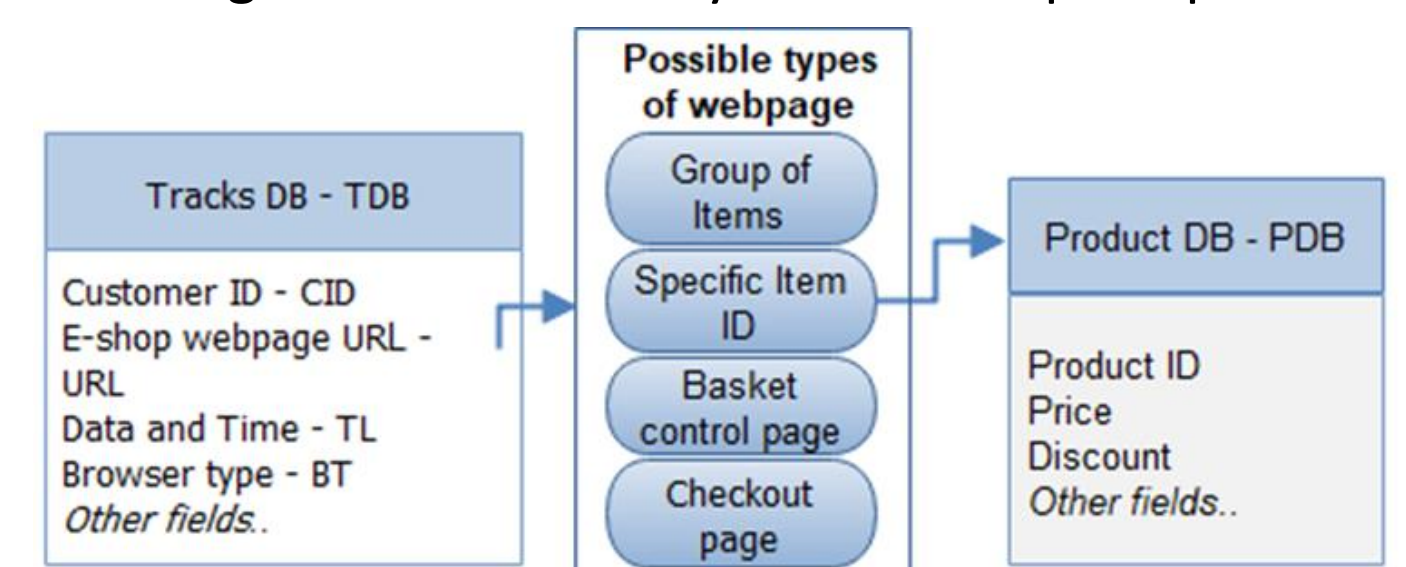 Possible types
of webpage
Group of
Items
Specific Item
ID
Basket
control page
Checkout
page
Tracks DB - TDB
Customer ID - CID
E-shop webpage URL -
URL
Data and Time - TL
Browser type - BT
Other fields..
Product DB - PDB
Product ID
Price
Discount
Other fields..